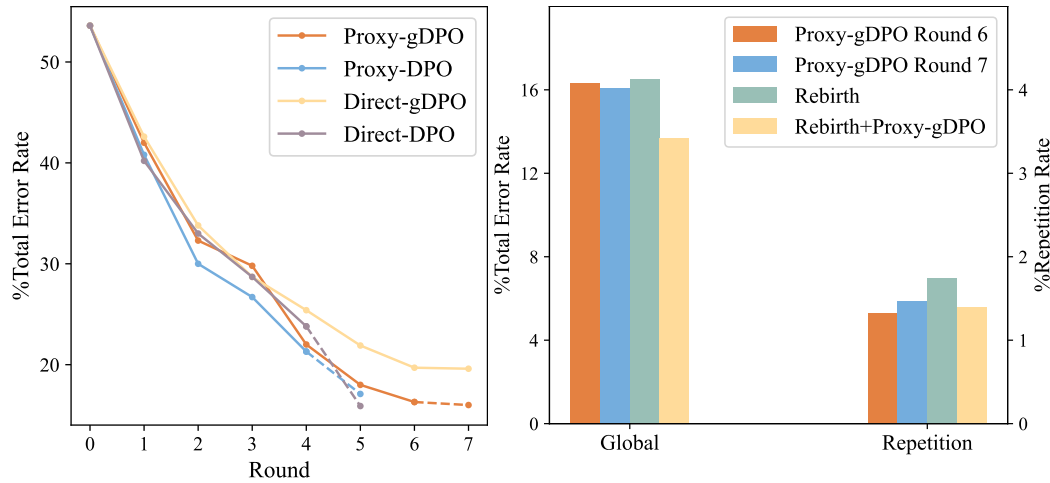 %Total Error Rate
50
40
30
20
Proxy-gDPO
Proxy-DPO
Direct-gDPO
Direct-DPO
0 1 2 3 4 5 6 7
Round
%Total Error Rate
16
12
8
4
0
Proxy-gDPO Round 6
Proxy-gDPO Round 7
Rebirth
Rebirth+Proxy-gDPO
Global Repetition
4
3
2
1
0
%Repetition Rate